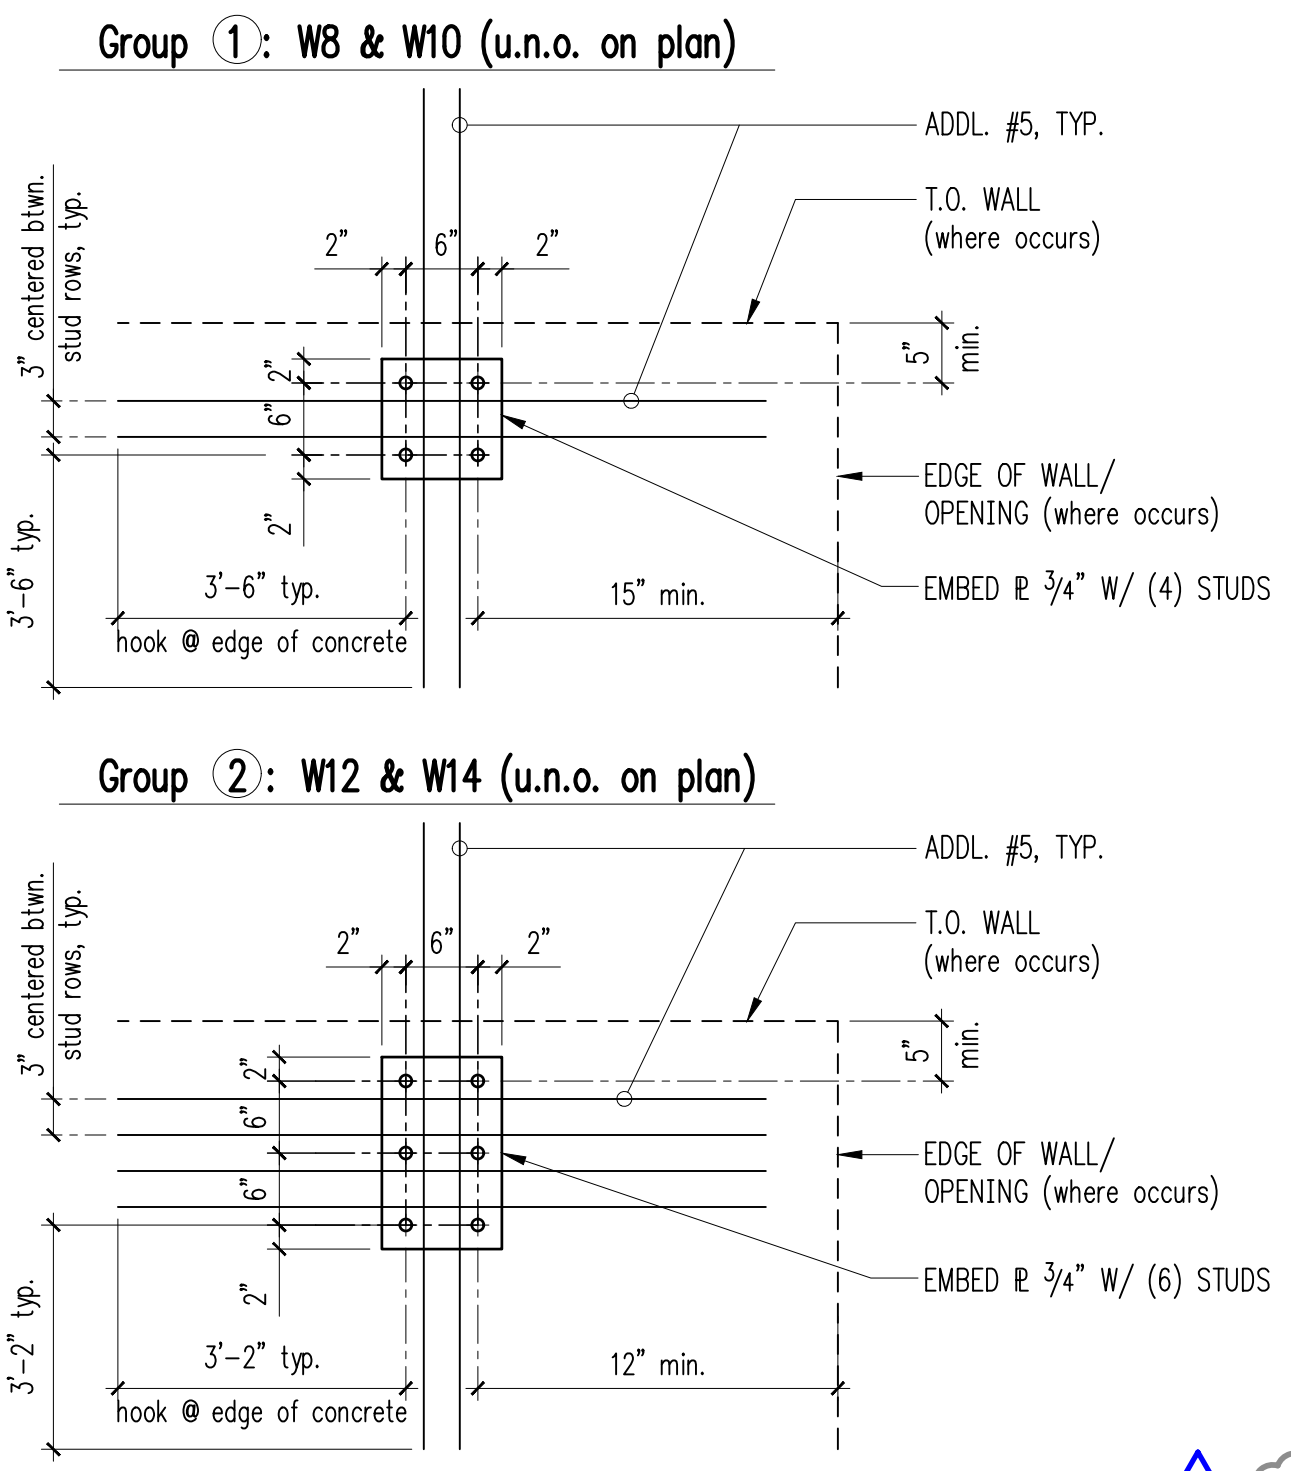 Group 1: W8 & W10 (u.n.o. on plan)
ADDL. #5, TYP.
T.O. WALL
(where occurs)
3" centered btwn.
stud rows, typ.
2"
6"
2"
2"
6"
2"
5"
min.
EDGE OF WALL/
OPENING (where occurs)
EMBED ⅊ 3/4" W/ (4) STUDS
3'-6" typ.
3'-6" typ.
15" min.
hook @ edge of concrete
Group 2: W12 & W14 (u.n.o. on plan)
ADDL. #5, TYP.
T.O. WALL
(where occurs)
3" centered btwn.
stud rows, typ.
2"
6"
2"
2"
6"
6"
2"
5"
min.
EDGE OF WALL/
OPENING (where occurs)
EMBED ⅊ 3/4" W/ (6) STUDS
3'-2" typ.
3'-2" typ.
12" min.
hook @ edge of concrete